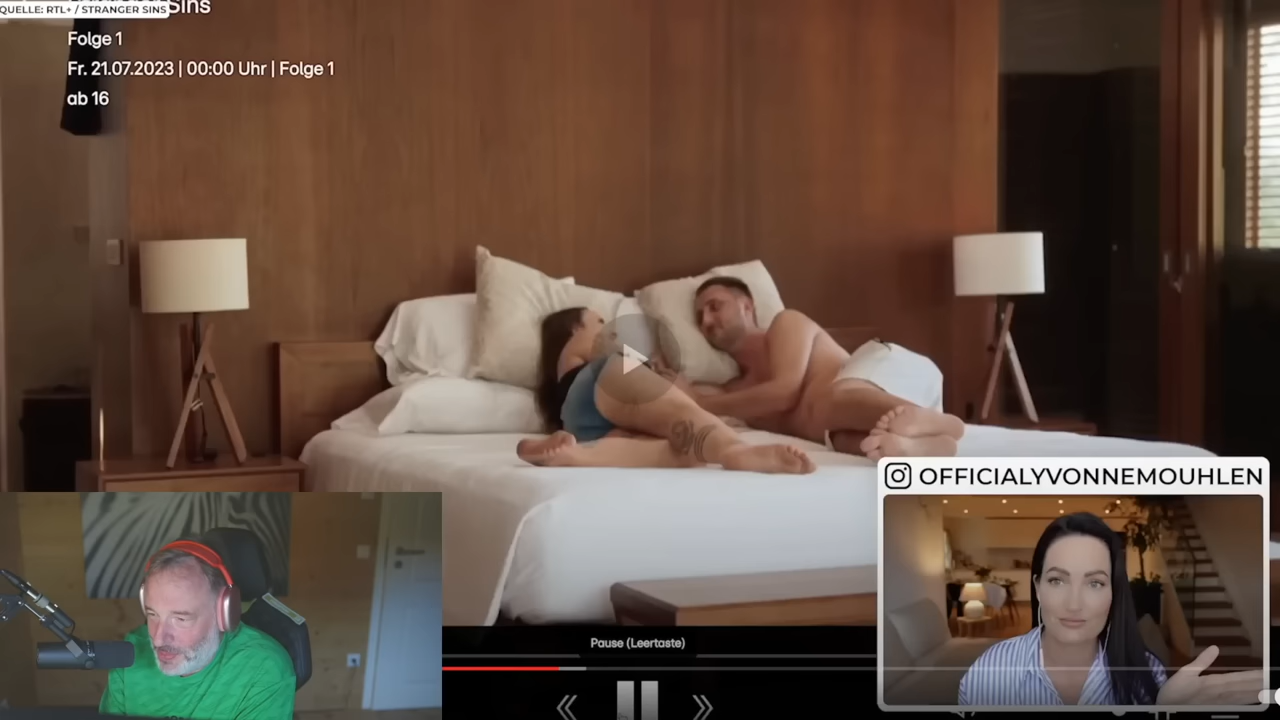 QUELLE: RTL+ / STRANGER SINS
Sins
Folge 1
Fr. 21.07.2023 | 00:00 Uhr | Folge 1
ab 16
OFFICIALYVONNEMOUHLEN
Pause (Leertaste)